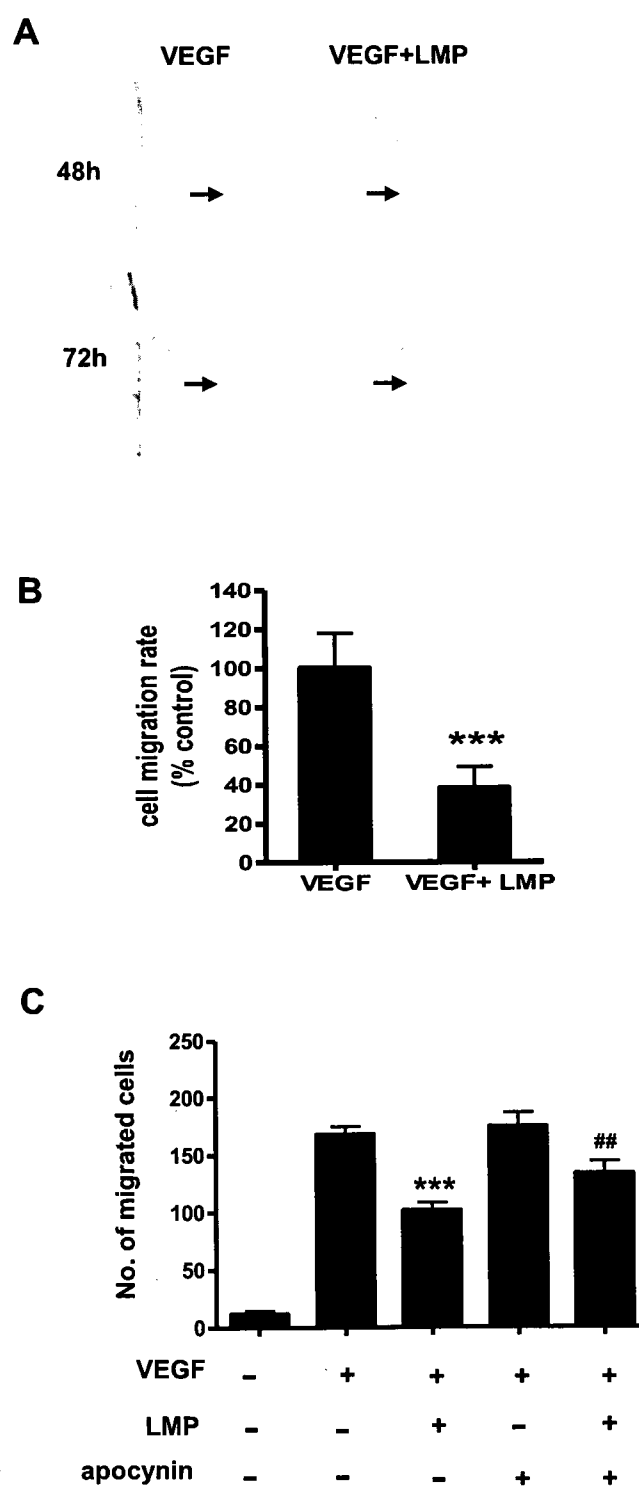 A
VEGF VEGF+LMP
48h
72h
B
cell migration rate
(% control)
140
120
100
80
60
40
20
0
***
VEGF VEGF+ LMP
C
No. of migrated cells
250
200
150
100
50
0
***
##
VEGF - + + + +
LMP - - + - +
apocynin - - - + +